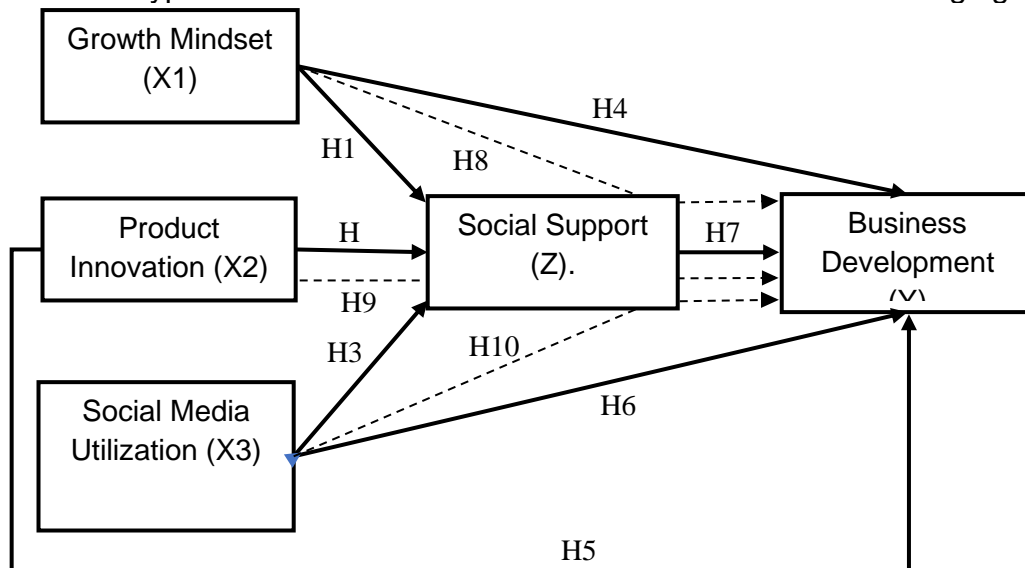 Growth Mindset
(X1)
H4
H1
H8
Product
Innovation (X2)
H
Social Support
(Z).
H7
Business
Development
H9
H3
H10
Social Media
Utilization (X3)
H6
H5